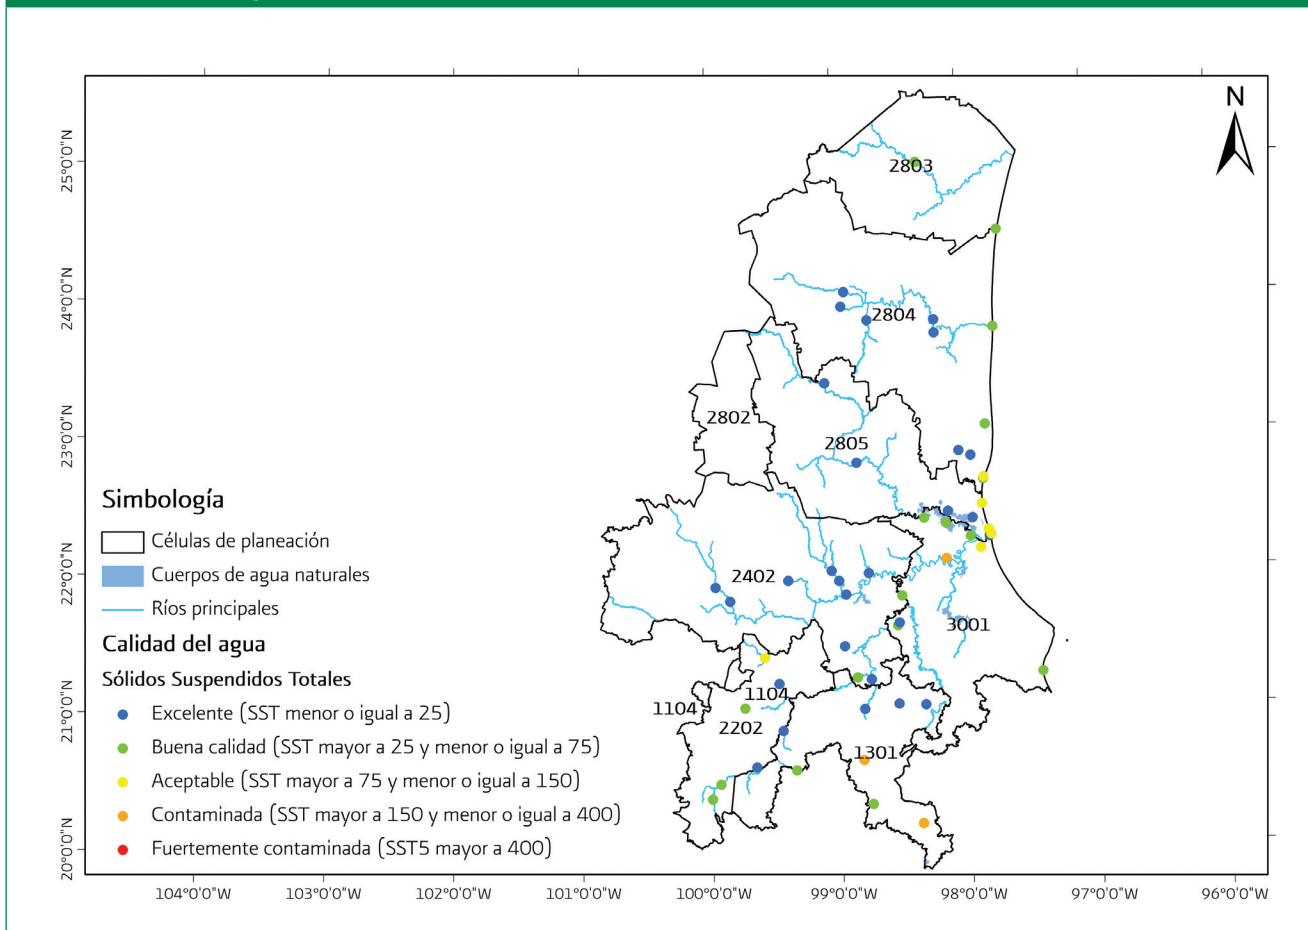 N
25°0'0"N
24°0'0"N
23°0'0"N
22°0'0"N
21°0'0"N
20°0'0"N
2803
2804
2802
2805
2402
3001
1104
1104
2202
1301
Simbología
Células de planeación
Cuerpos de agua naturales
Ríos principales
Calidad del agua
Sólidos Suspendidos Totales
Excelente (SST menor o igual a 25)
Buena calidad (SST mayor a 25 y menor o igual a 75)
Aceptable (SST mayor a 75 y menor o igual a 150)
Contaminada (SST mayor a 150 y menor o igual a 400)
Fuertemente contaminada (SST5 mayor a 400)
104°0'0"W 103°0'0"W 102°0'0"W 101°0'0"W 100°0'0"W 99°0'0"W 98°0'0"W 97°0'0"W 96°0'0"W